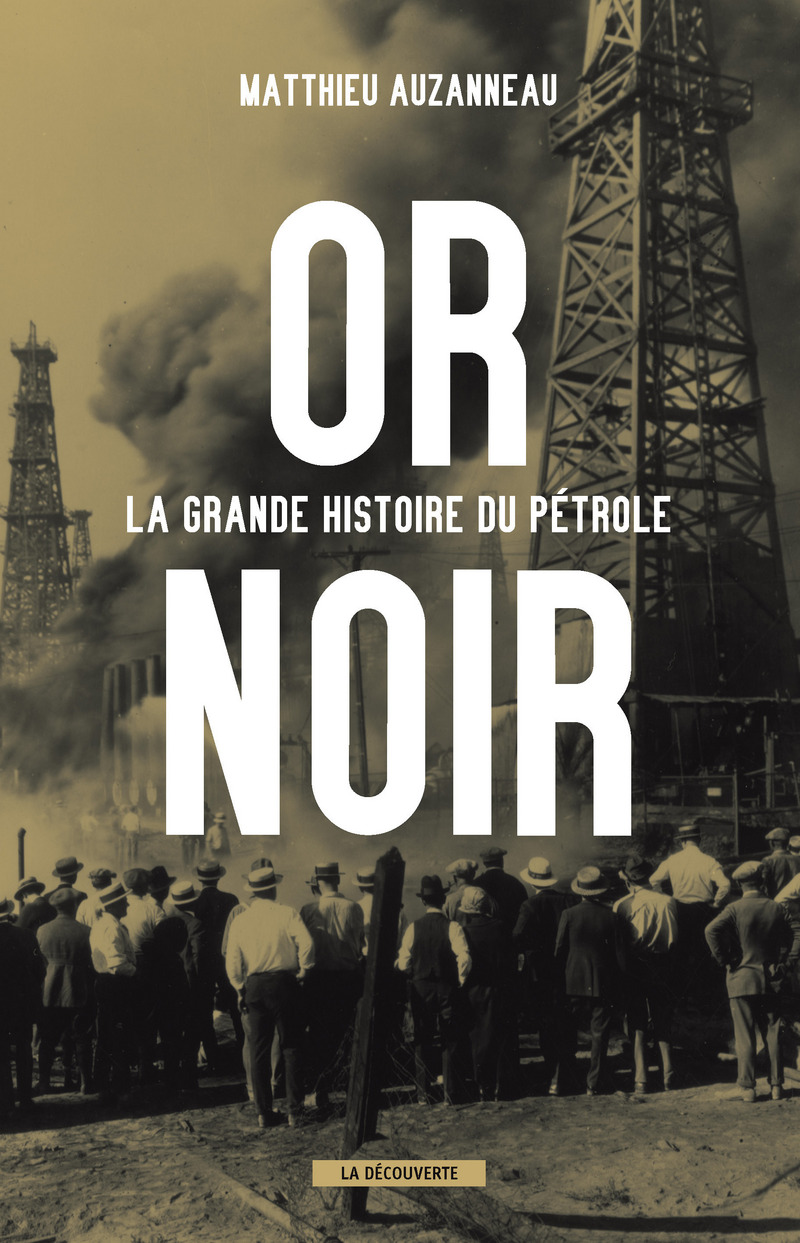 MATTHIEU AUZANNEAU
OR
LA GRANDE HISTOIRE DU PÉTROLE
NOIR
LA DÉCOUVERTE